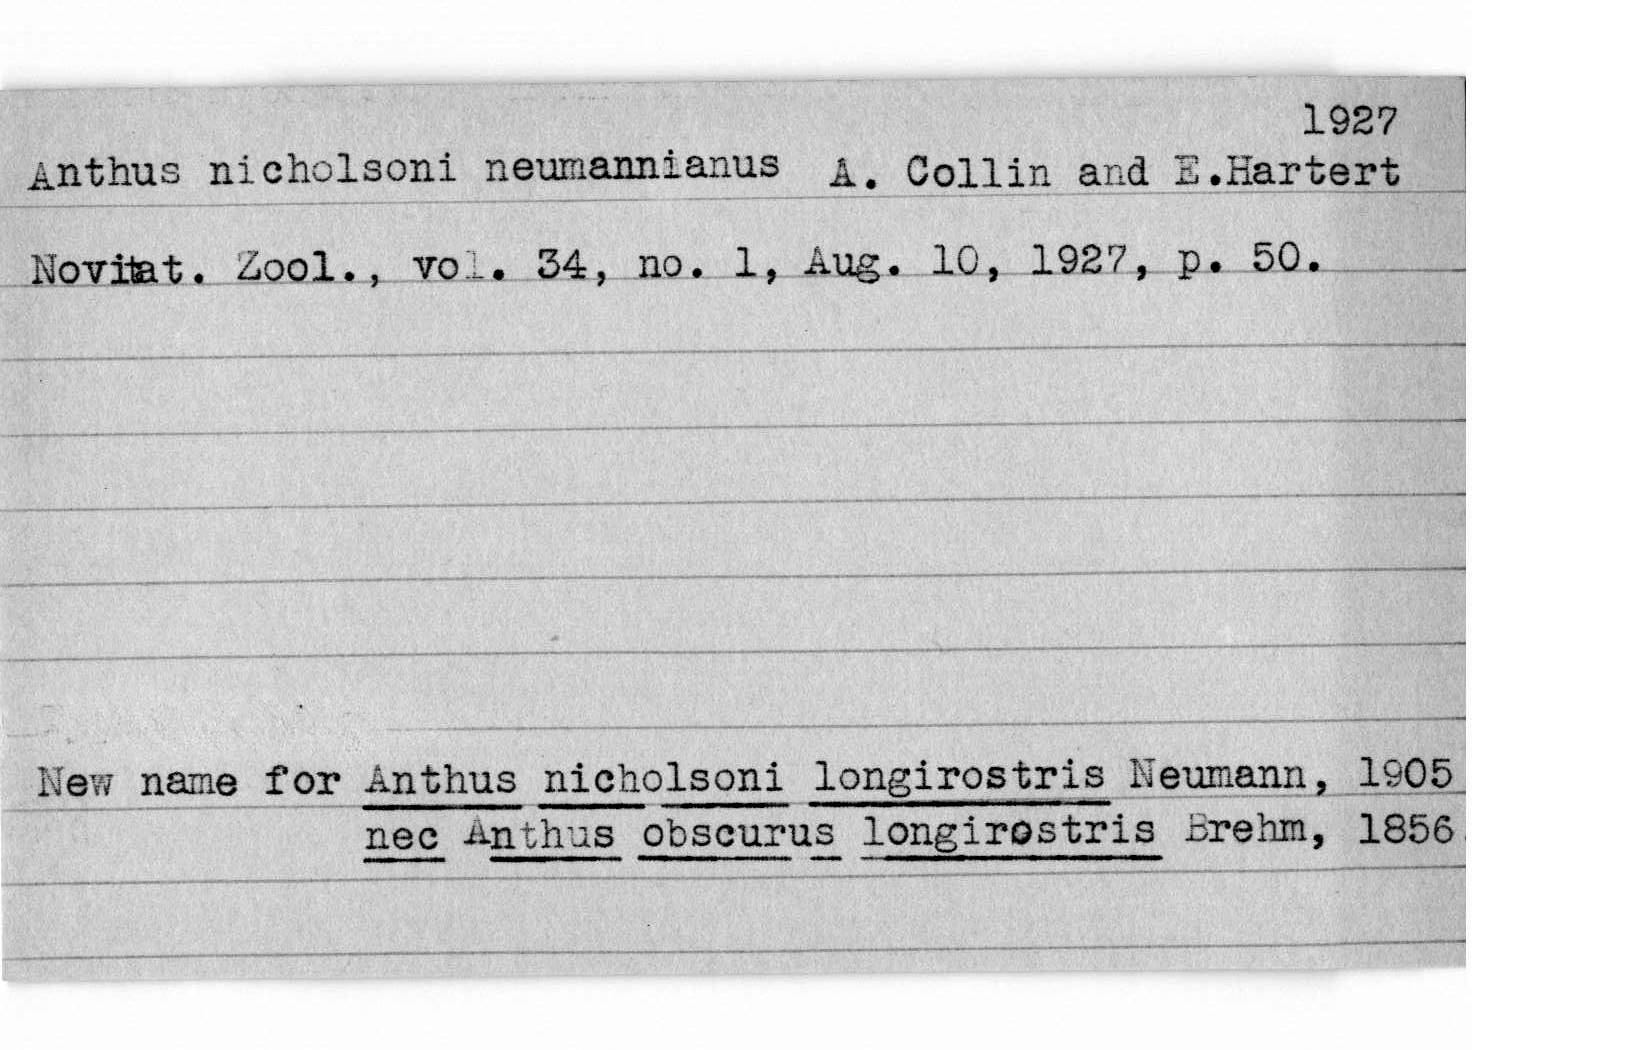 1927
Anthus nicholsoni neumannianus A. Collin and E.Hartert
Novitat. Zool., vol. 34, no. 1, Aug. 10, 1927, p. 50.
New name for Anthus nicholsoni longirostris Neumann, 1905
nec Anthus obscurus longirostris Brehm, 1856.